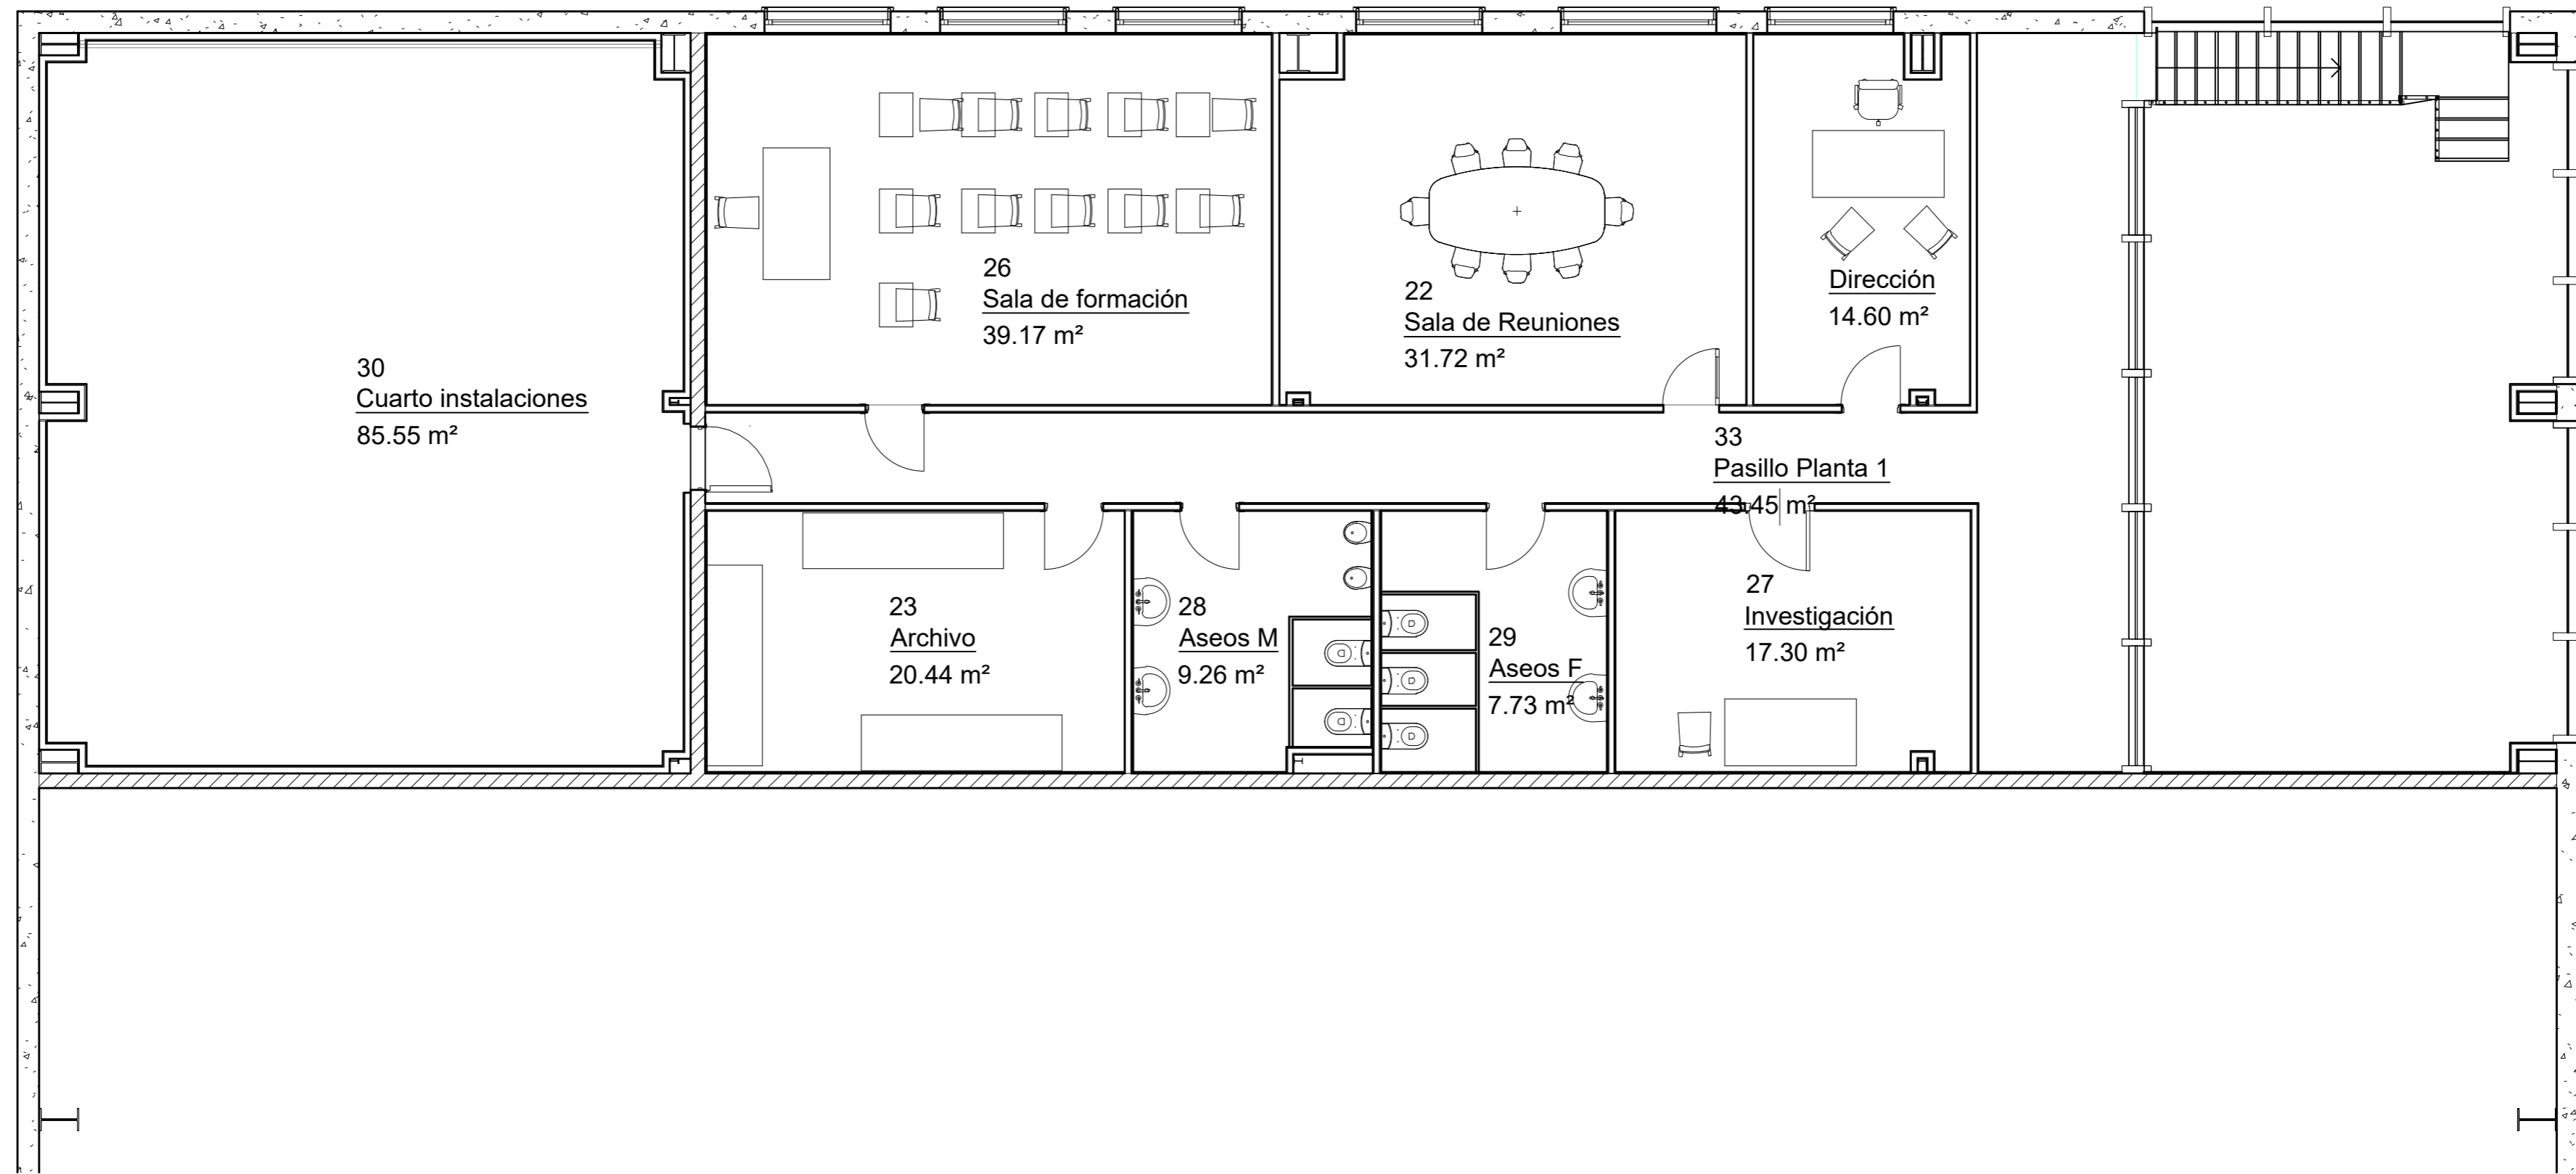 26
Sala de formación
39.17 m²
22
Sala de Reuniones
31.72 m²
Dirección
14.60 m²
30
Cuarto instalaciones
85.55 m²
33
Pasillo Planta 1
43.45 m²
23
Archivo
20.44 m²
28
Aseos M
9.26 m²
29
Aseos F
7.73 m²
27
Investigación
17.30 m²